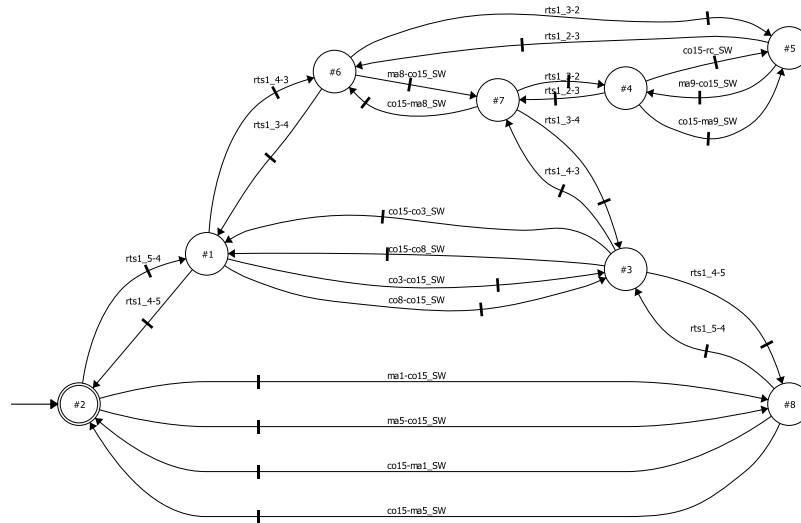 rts1_3-2
rts1_2-3
#5
co15-rc_SW
#6
ma8-co15_SW
rts1_3-2
ma9-co15_SW
rts1_4-3
#4
rts1_2-3
#7
co15-ma8_SW
rts1_3-4
co15-ma9_SW
rts1_3-4
rts1_4-3
co15-co3_SW
co15-co8_SW
#1
rts1_5-4
#3
rts1_4-5
co3-co15_SW
rts1_4-5
co8-co15_SW
rts1_5-4
ma1-co15_SW
#2
#8
ma5-co15_SW
co15-ma1_SW
co15-ma5_SW